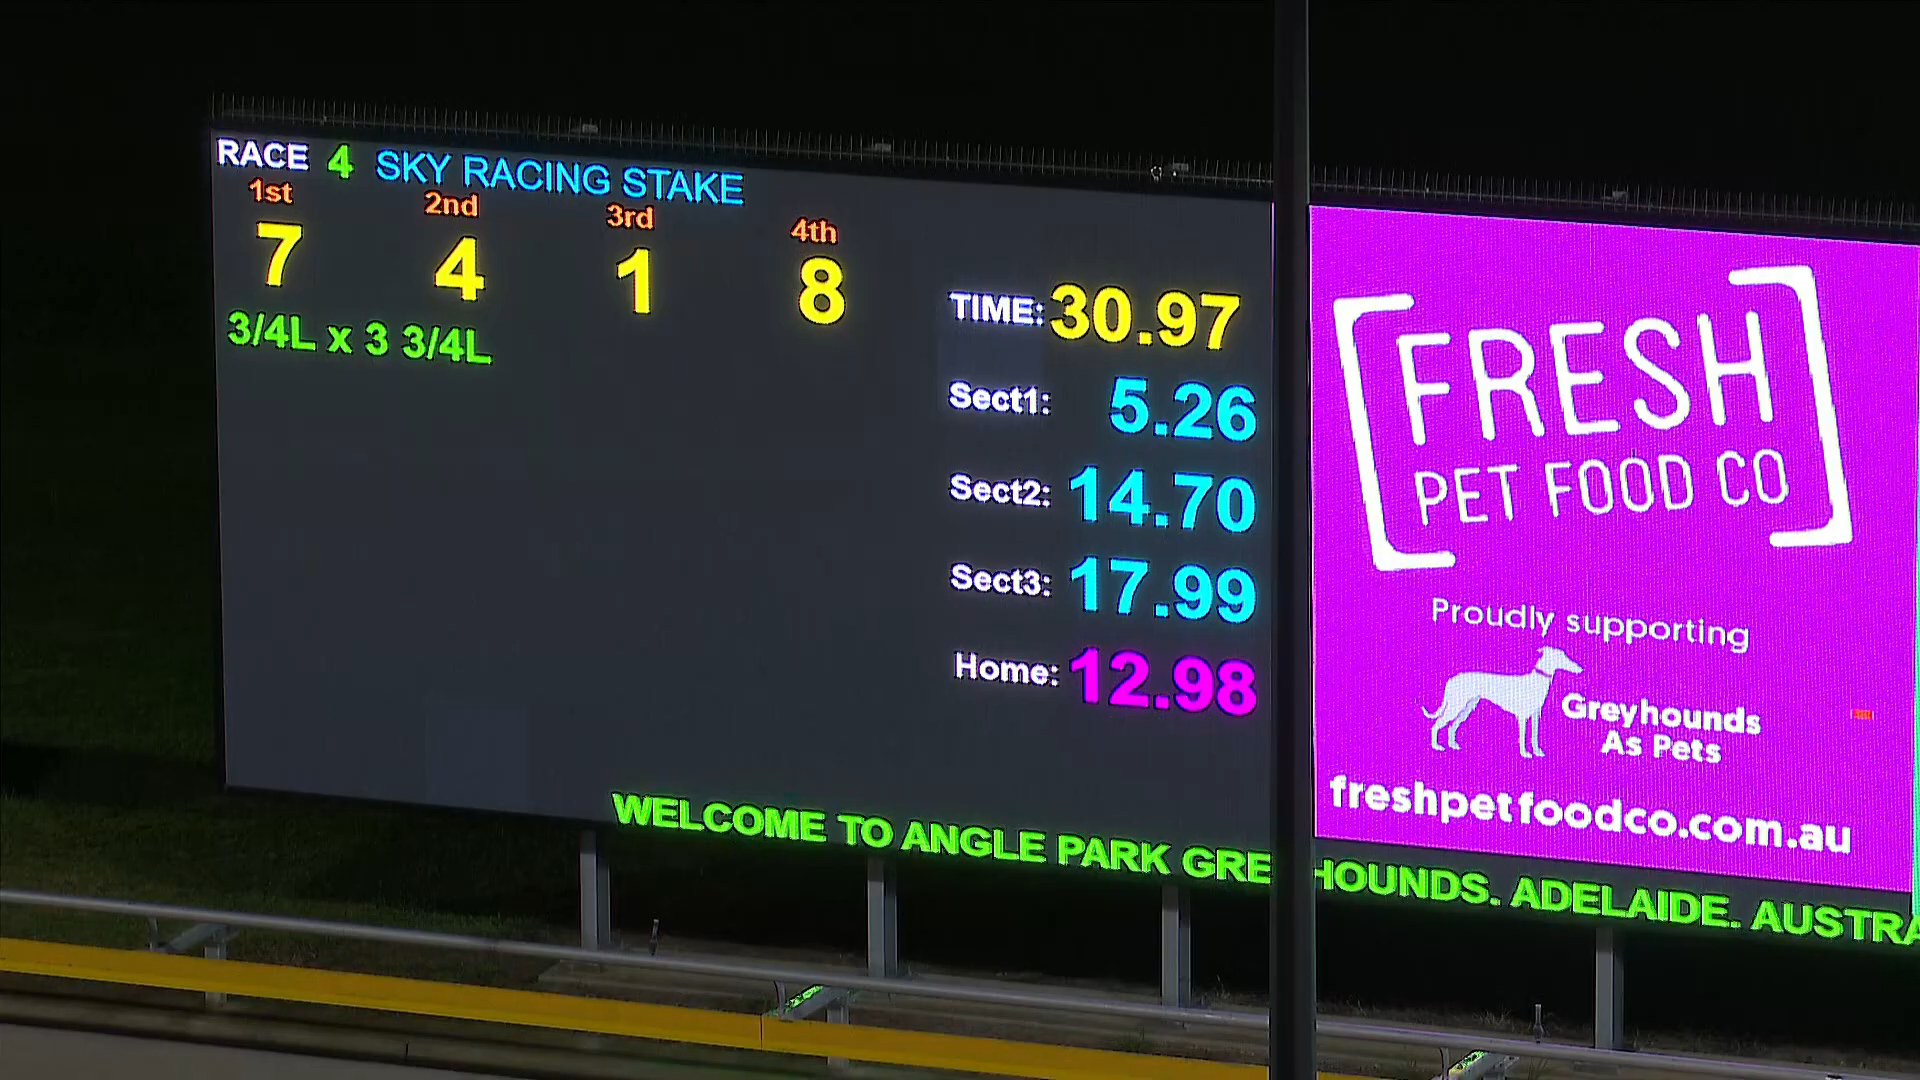 RACE 4 SKY RACING STAKE
1st 2nd 3rd 4th
7 4 1 8
3/4L x 3 3/4L
TIME: 30.97
Sect1: 5.26
Sect2: 14.70
Sect3: 17.99
Home: 12.98
WELCOME TO ANGLE PARK GREHOUNDS. ADELAIDE. AUSTRA
FRESH
PET FOOD CO
Proudly supporting
Greyhounds
As Pets
freshpetfoodco.com.au